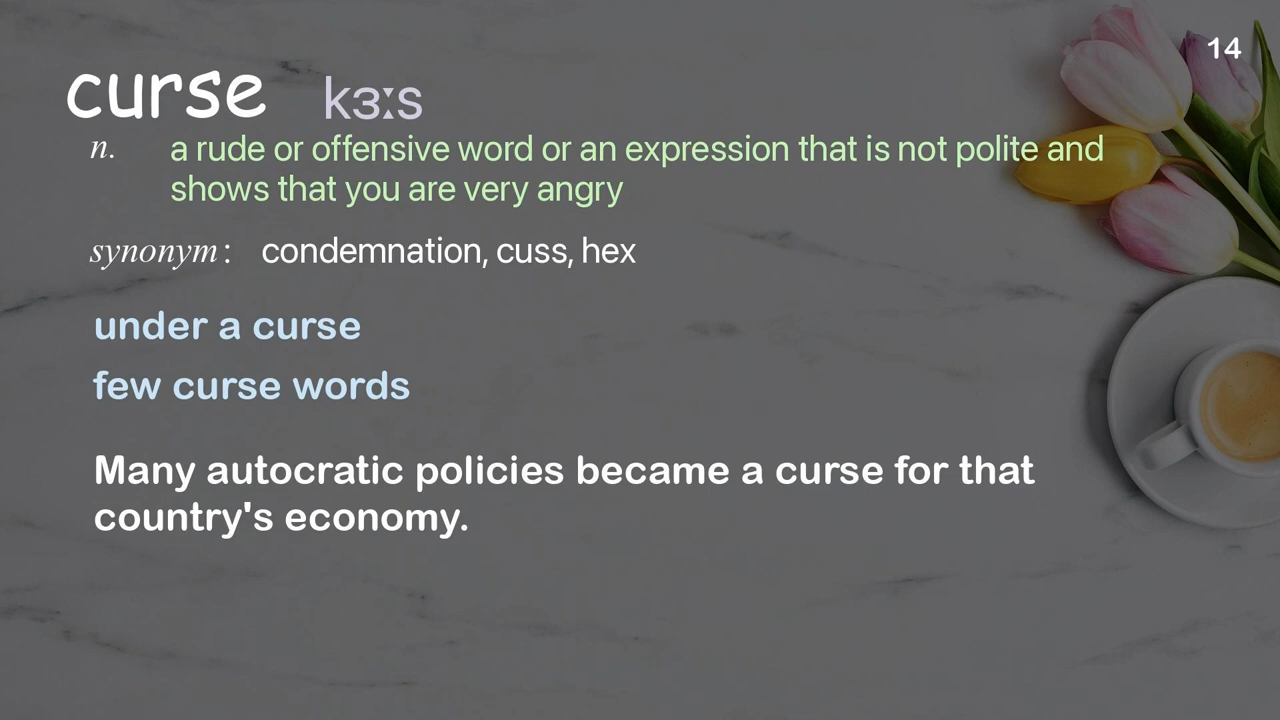 14
curse kɜːs
n. a rude or offensive word or an expression that is not polite and
shows that you are very angry
synonym: condemnation, cuss, hex
under a curse
few curse words
Many autocratic policies became a curse for that
country's economy.